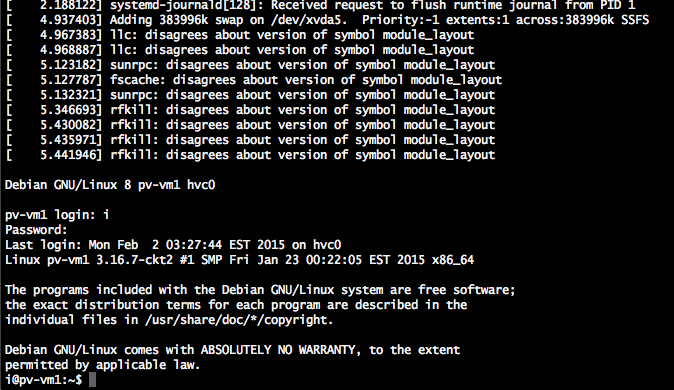 [    2.188122] systemd-journald[128]: Received request to flush runtime journal from PID 1
[    4.937403] Adding 383996k swap on /dev/xvda5.  Priority:-1 extents:1 across:383996k SSFS
[    4.967383] llc: disagrees about version of symbol module_layout
[    4.968887] llc: disagrees about version of symbol module_layout
[    5.123182] sunrpc: disagrees about version of symbol module_layout
[    5.127787] fscache: disagrees about version of symbol module_layout
[    5.132321] sunrpc: disagrees about version of symbol module_layout
[    5.346693] rfkill: disagrees about version of symbol module_layout
[    5.430082] rfkill: disagrees about version of symbol module_layout
[    5.435971] rfkill: disagrees about version of symbol module_layout
[    5.441946] rfkill: disagrees about version of symbol module_layout
Debian GNU/Linux 8 pv-vm1 hvc0
pv-vm1 login: i
Password:
Last login: Mon Feb  2 03:27:44 EST 2015 on hvc0
Linux pv-vm1 3.16.7-ckt2 #1 SMP Fri Jan 23 00:22:05 EST 2015 x86_64
The programs included with the Debian GNU/Linux system are free software;
the exact distribution terms for each program are described in the
individual files in /usr/share/doc/*/copyright.
Debian GNU/Linux comes with ABSOLUTELY NO WARRANTY, to the extent
permitted by applicable law.
i@pv-vm1:~$